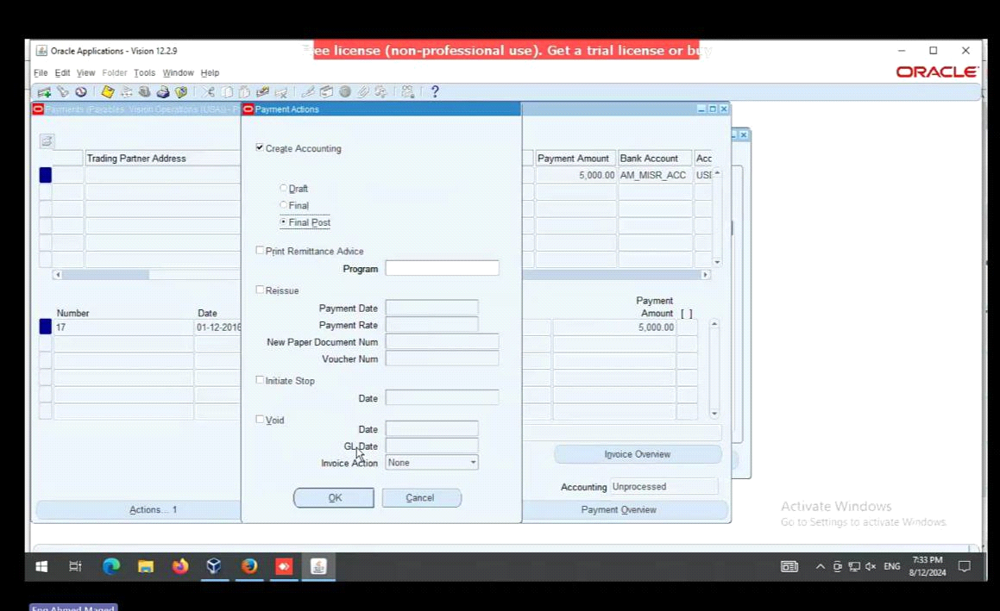 Oracle Applications - Vision 12.2.9
ee license (non-professional use). Get a trial license or buy
File Edit View Folder Tools Window Help
ORACLE
Payments (Payables, Vision Operations (USA)) - P
Payment Actions
Trading Partner Address
Payment Amount Bank Account Acc
5,000.00 AM_MISR_ACC USD
Create Accounting
Draft
Final
Final Post
Print Remittance Advice
Program
Reissue
Payment Date
Payment Rate
New Paper Document Num
Voucher Num
Initiate Stop
Date
Void
Date
GL Date
Invoice Action None
OK Cancel
Number Date
Payment
Amount [ ]
17 01-12-2016 5,000.00
Invoice Overview
Accounting Unprocessed
Actions... 1
Payment Overview
Activate Windows
Go to Settings to activate Windows.
ENG
7:33 PM
8/12/2024
Eng Ahmed Maged